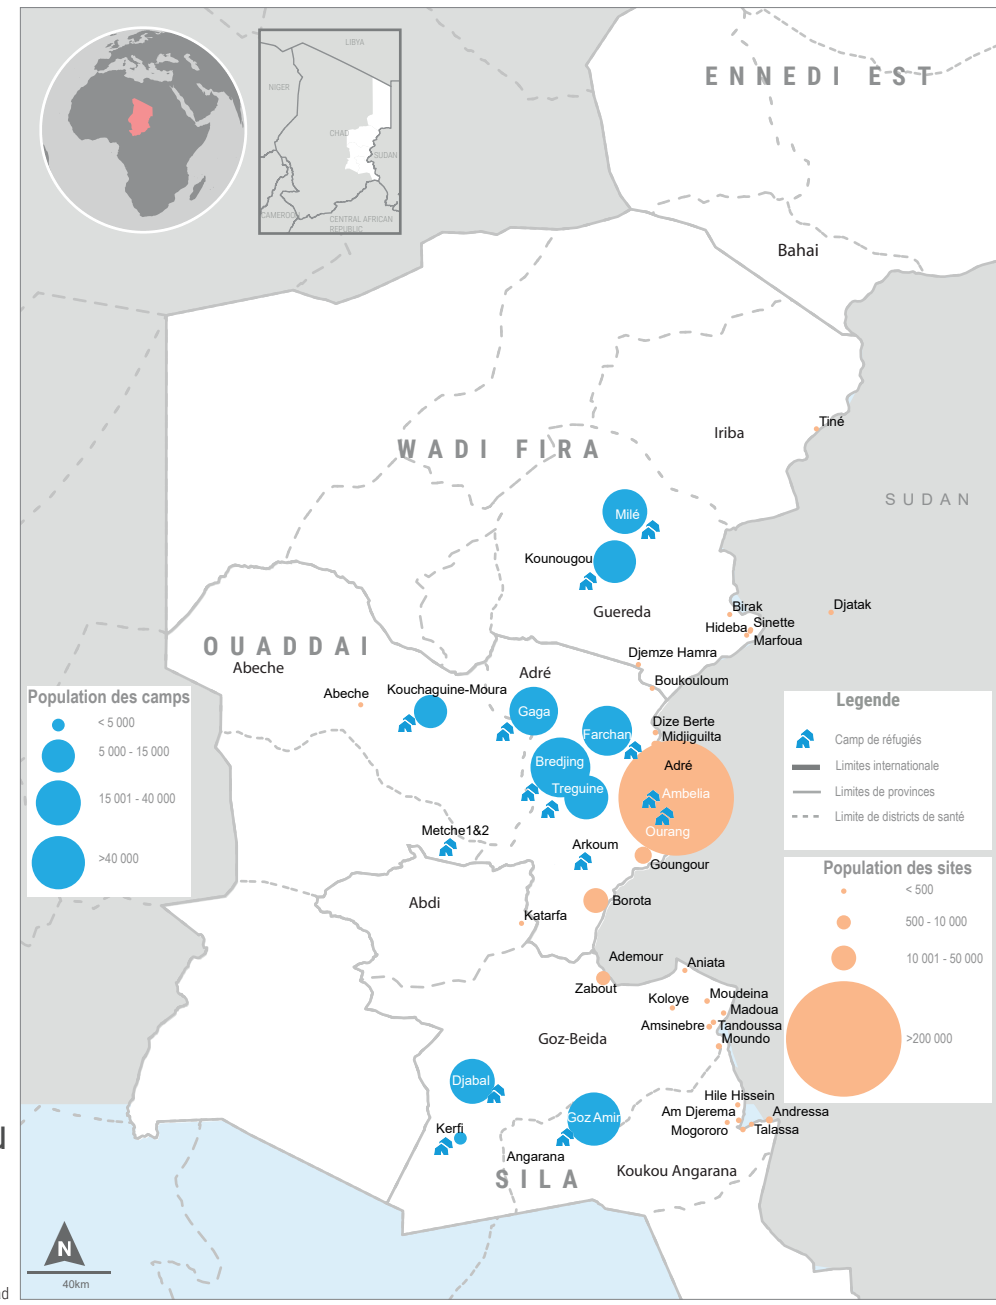 LIBYA
NIGER
CHAD
SUDAN
CAMEROON
CENTRAL AFRICAN
REPUBLIC
ENNEDI EST
Bahai
Tiné
Iriba
WADI FIRA
SUDAN
Milé
Kounougou
Guereda
Birak
Djatak
Sinette
Hideba
Marfoua
OUADDAI
Abeche
Djemze Hamra
Adré
Boukouloum
Abeche
Kouchaguine-Moura
Gaga
Farchan
Dize Berte
Midjiguilta
Bredjing
Adré
Treguine
Ambelia
Ourang
Metche1&2
Arkoum
Goungour
Abdi
Borota
Katarfa
Ademour
Aniata
Zabout
Koloye
Moudeina
Madoua
Amsinebre
Tandoussa
Moundo
Goz-Beida
Djabal
Hile Hissein
Am Djerema
Andressa
Mogororo
Talassa
Goz Amir
Kerfi
Angarana
Koukou Angarana
SILA
Population des camps
< 5 000
5 000 - 15 000
15 001 - 40 000
>40 000
Legende
Camp de réfugiés
Limites internationale
Limites de provinces
Limite de districts de santé
Population des sites
< 500
500 - 10 000
10 001 - 50 000
>200 000
N
40km